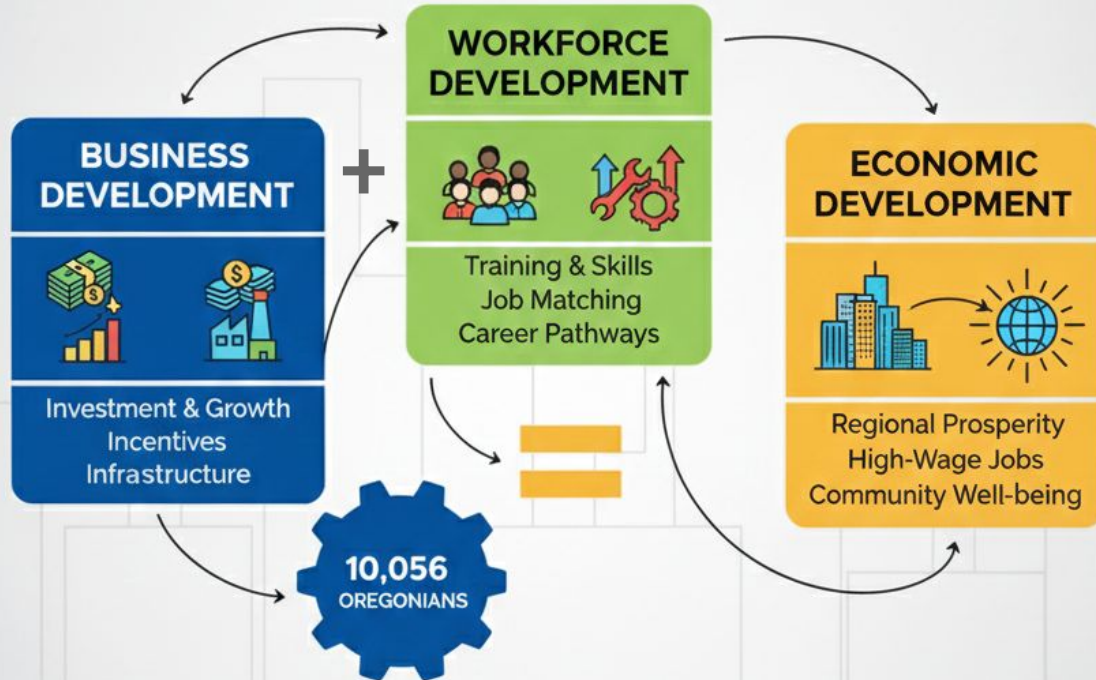 BUSINESS
DEVELOPMENT
Investment & Growth
Incentives
Infrastructure
+
WORKFORCE
DEVELOPMENT
Training & Skills
Job Matching
Career Pathways
=
ECONOMIC
DEVELOPMENT
Regional Prosperity
High-Wage Jobs
Community Well-being
10,056
OREGONIANS
$
$